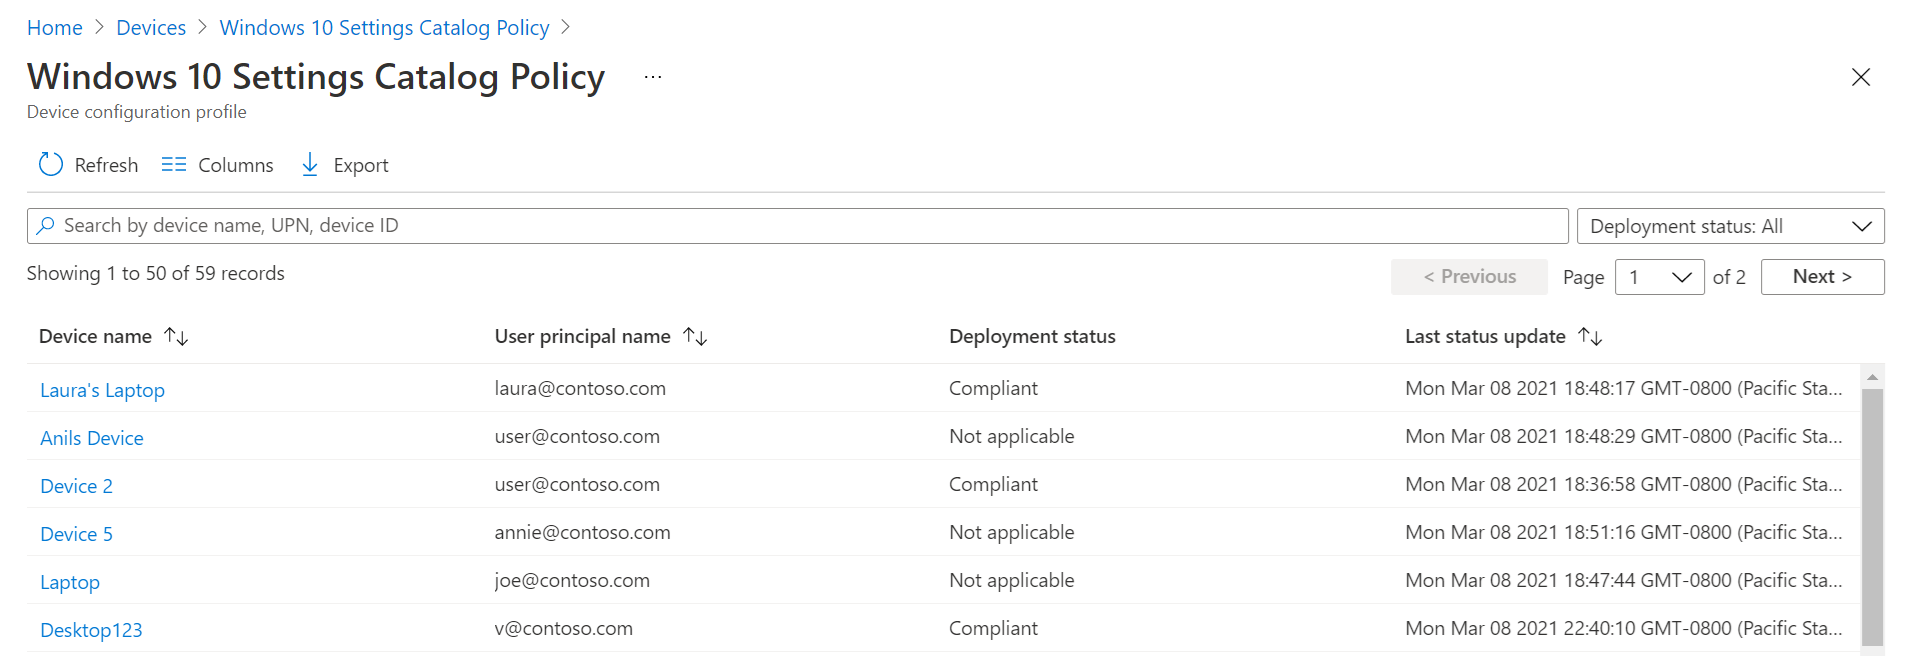 Home > Devices > Windows 10 Settings Catalog Policy >
Windows 10 Settings Catalog Policy ...
Device configuration profile
Refresh Columns Export
Search by device name, UPN, device ID Deployment status: All
Showing 1 to 50 of 59 records < Previous Page 1 of 2 Next >
Device name User principal name Deployment status Last status update
Laura's Laptop laura@contoso.com Compliant Mon Mar 08 2021 18:48:17 GMT-0800 (Pacific Sta...
Anils Device user@contoso.com Not applicable Mon Mar 08 2021 18:48:29 GMT-0800 (Pacific Sta...
Device 2 user@contoso.com Compliant Mon Mar 08 2021 18:36:58 GMT-0800 (Pacific Sta...
Device 5 annie@contoso.com Not applicable Mon Mar 08 2021 18:51:16 GMT-0800 (Pacific Sta...
Laptop joe@contoso.com Not applicable Mon Mar 08 2021 18:47:44 GMT-0800 (Pacific Sta...
Desktop123 v@contoso.com Compliant Mon Mar 08 2021 22:40:10 GMT-0800 (Pacific Sta...